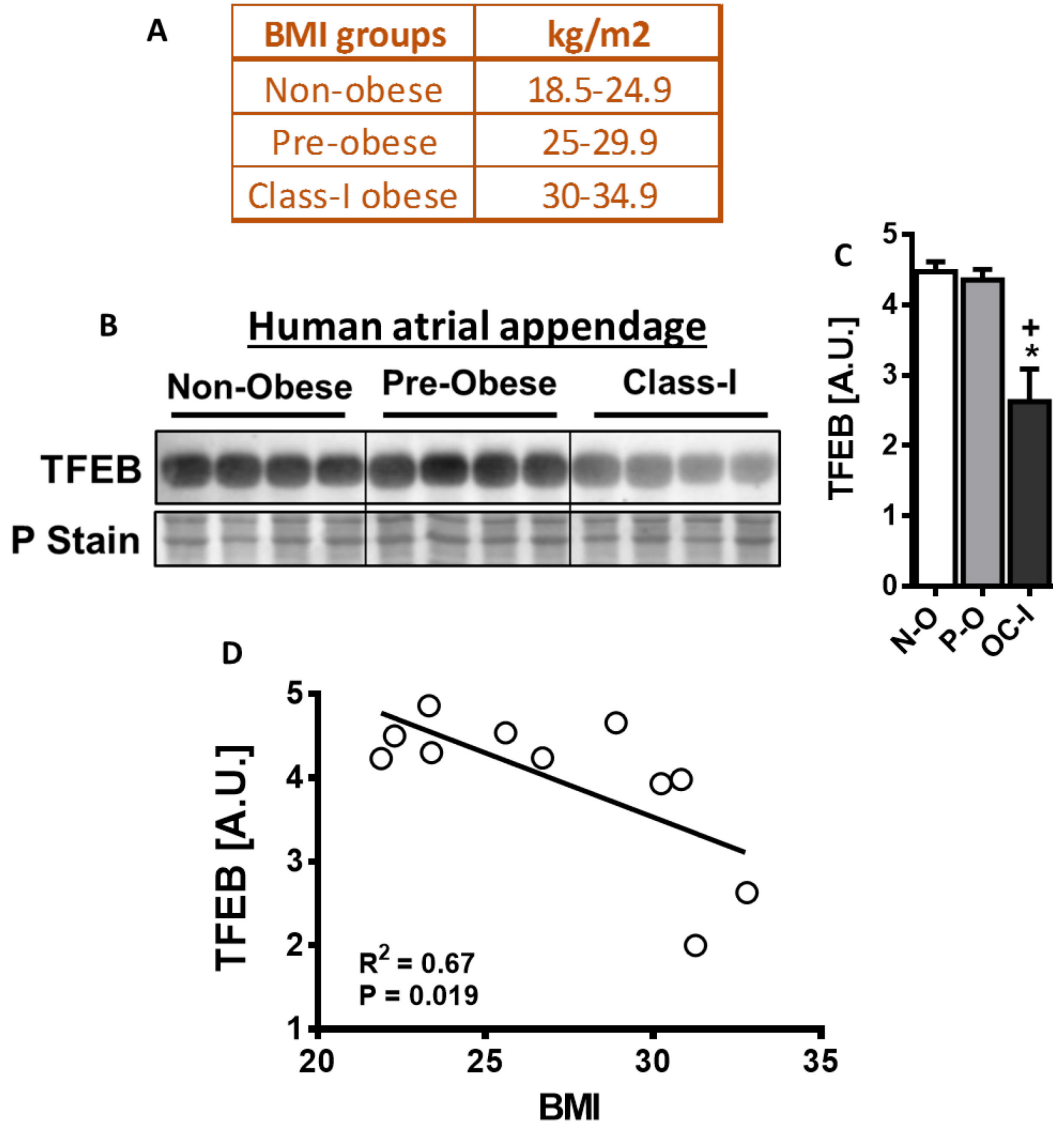 A
BMI groups kg/m2
Non-obese 18.5-24.9
Pre-obese 25-29.9
Class-I obese 30-34.9
B
Human atrial appendage
Non-Obese Pre-Obese Class-I
TFEB
P Stain
C
TFEB [A.U.]
5
4
3
2
1
0
+
*
N-O P-O OC-I
D
TFEB [A.U.]
5
4
3
2
1
R² = 0.67
P = 0.019
20 25 30 35
BMI